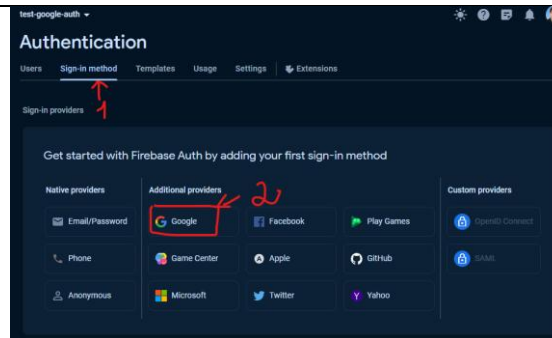 test-google-auth
Authentication
Users Sign-in method Templates Usage Settings Extensions
1
Sign-in providers
Get started with Firebase Auth by adding your first sign-in method
Native providers Additional providers Custom providers
2
Email/Password Google Facebook Play Games OpenID Connect
Phone Game Center Apple GitHub SAML
Anonymous Microsoft Twitter Yahoo